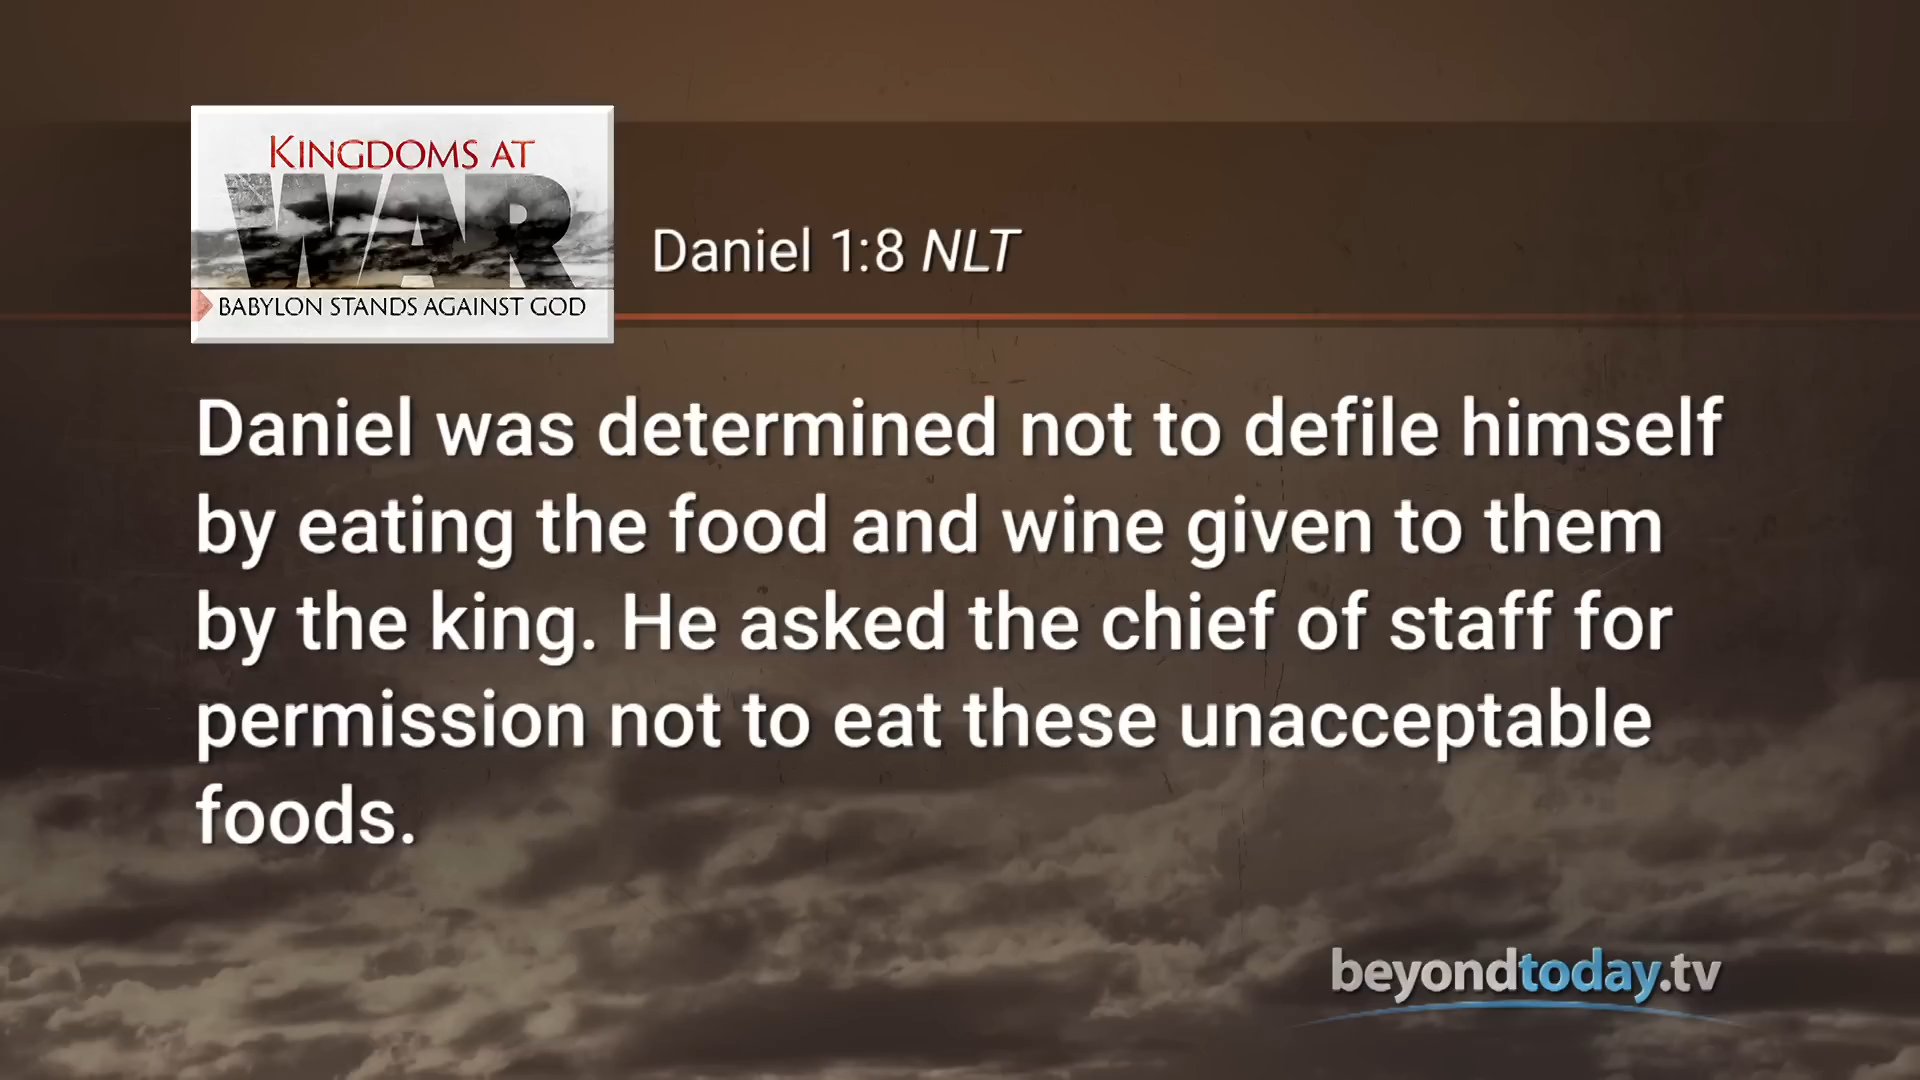 KINGDOMS AT
WAR
BABYLON STANDS AGAINST GOD
Daniel 1:8 NLT
Daniel was determined not to defile himself
by eating the food and wine given to them
by the king. He asked the chief of staff for
permission not to eat these unacceptable
foods.
beyondtoday.tv